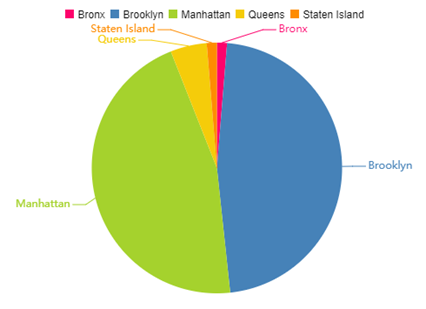 Bronx Brooklyn Manhattan Queens Staten Island
Staten Island
Bronx
Queens
Brooklyn
Manhattan